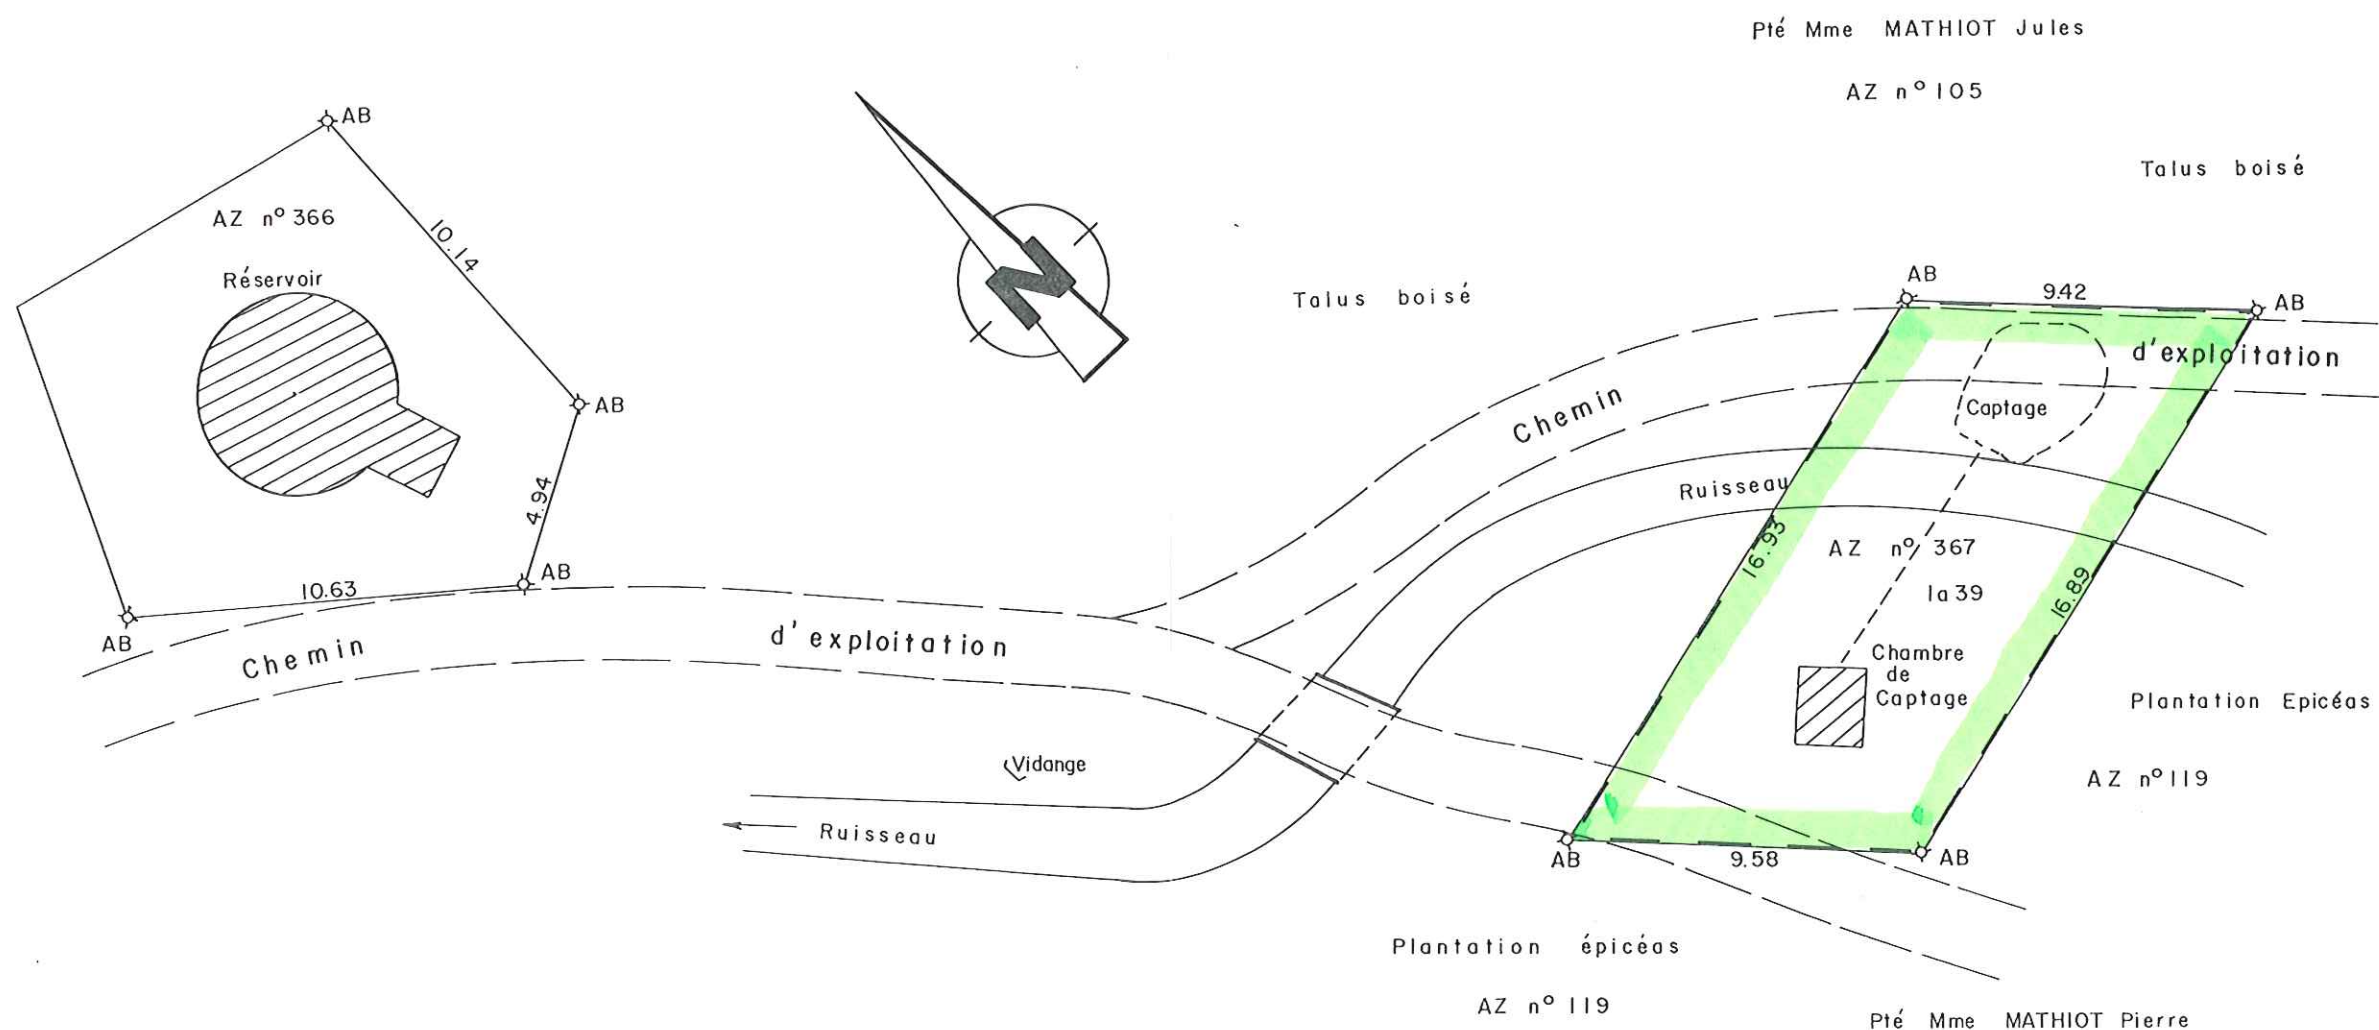 Pté Mme MATHIOT Jules
AZ n° 105
Talus boisé
AB
AZ n° 366
10.14
Réservoir
AB
4.94
AB
10.63
AB
N
Talus boisé
AB
9.42
AB
Chemin
d'exploitation
Captage
Ruisseau
16.93
AZ n° 367
1a39
16.89
Chambre
de
Captage
Plantation Epicéas
AZ n° 119
Chemin
d'exploitation
Vidange
Ruisseau
AB
9.58
AB
Plantation épicéas
AZ n° 119
Pté Mme MATHIOT Pierre